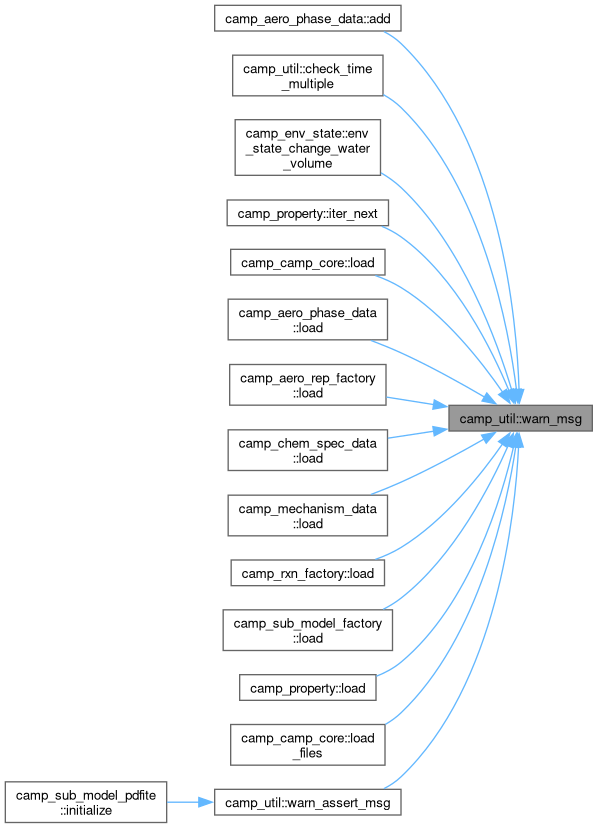 camp_aero_phase_data::add
camp_util::check_time
_multiple
camp_env_state::env
_state_change_water
_volume
camp_property::iter_next
camp_camp_core::load
camp_aero_phase_data
::load
camp_aero_rep_factory
::load
camp_util::warn_msg
camp_chem_spec_data
::load
camp_mechanism_data
::load
camp_rxn_factory::load
camp_sub_model_factory
::load
camp_property::load
camp_camp_core::load
_files
camp_sub_model_pdfite
::initialize
camp_util::warn_assert_msg